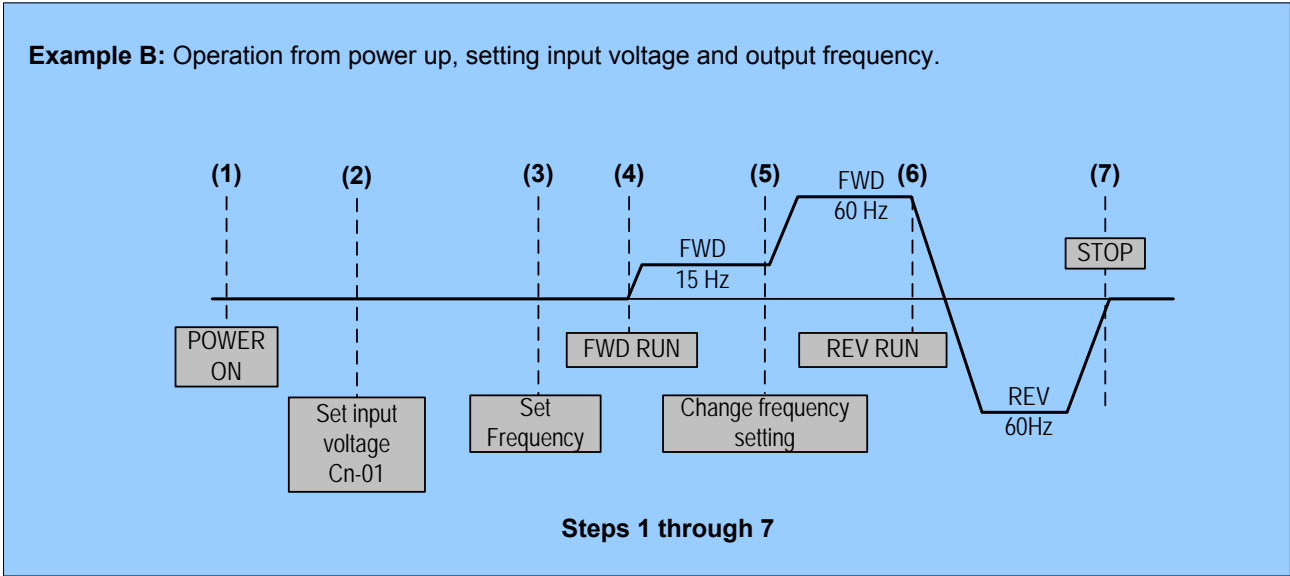 Example B: Operation from power up, setting input voltage and output frequency.
(1)
(2)
(3)
(4)
(5)
FWD
(6)
(7)
60 Hz
FWD
15 Hz
STOP
POWER
ON
FWD RUN
REV RUN
Set input
voltage
Cn-01
Set
Frequency
Change frequency
setting
REV
60Hz
Steps 1 through 7